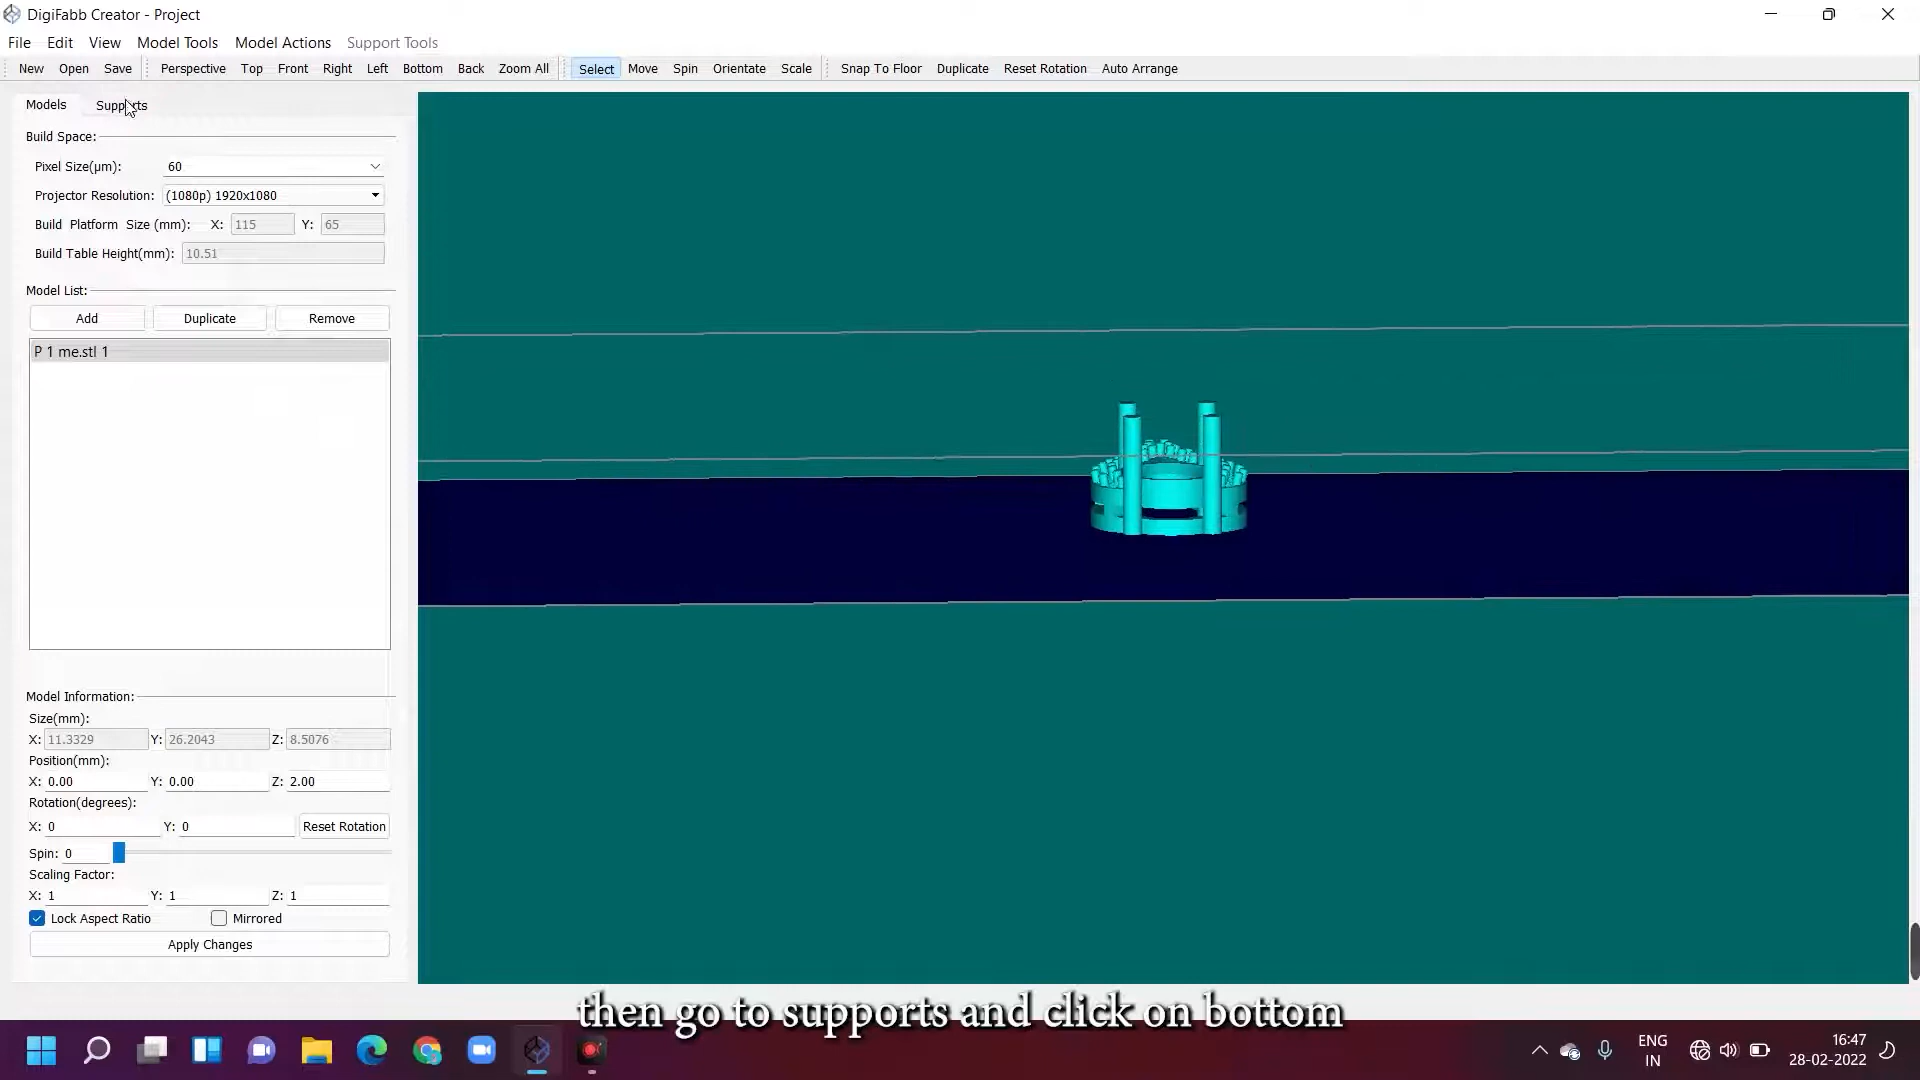 DigiFabb Creator - Project
File Edit View Model Tools Model Actions Support Tools
New Open Save Perspective Top Front Right Left Bottom Back Zoom All Select Move Spin Orientate Scale Snap To Floor Duplicate Reset Rotation Auto Arrange
Models Supports
Build Space:
Pixel Size(µm): 60
Projector Resolution: (1080p) 1920x1080
Build Platform Size (mm): X: 115 Y: 65
Build Table Height(mm): 10.51
Model List:
Add Duplicate Remove
P 1 me.stl 1
Model Information:
Size(mm):
X: 11.3329 Y: 26.2043 Z: 8.5076
Position(mm):
X: 0.00 Y: 0.00 Z: 2.00
Rotation(degrees):
X: 0 Y: 0 Reset Rotation
Spin: 0
Scaling Factor:
X: 1 Y: 1 Z: 1
Lock Aspect Ratio Mirrored
Apply Changes
then go to supports and click on bottom
ENG
IN
16:47
28-02-2022